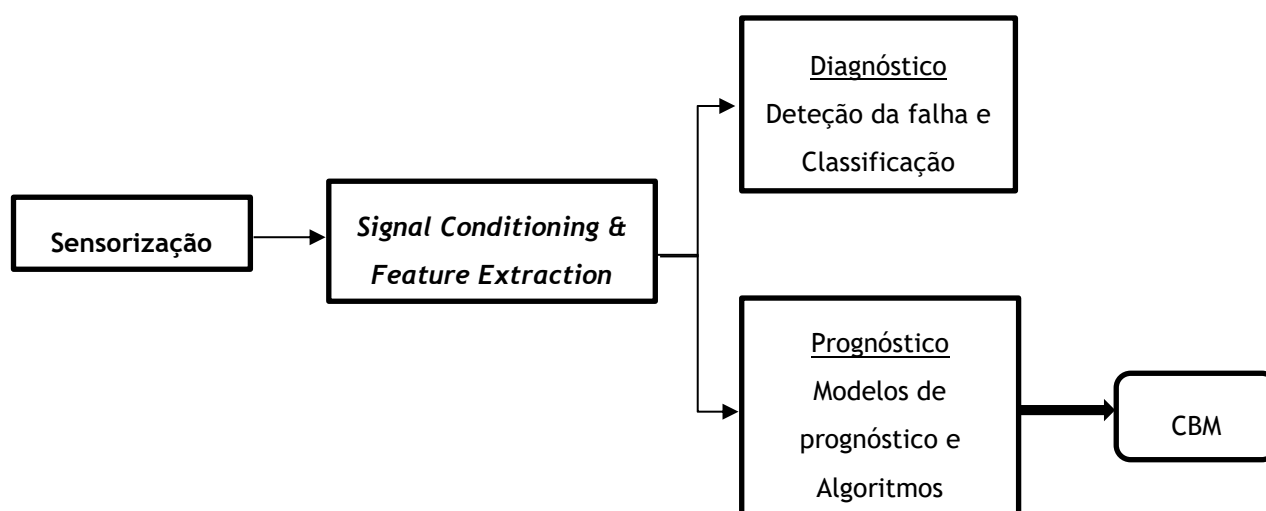 Sensorização
Signal Conditioning &
Feature Extraction
Diagnóstico
Deteção da falha e
Classificação
Prognóstico
Modelos de
prognóstico e
Algoritmos
CBM